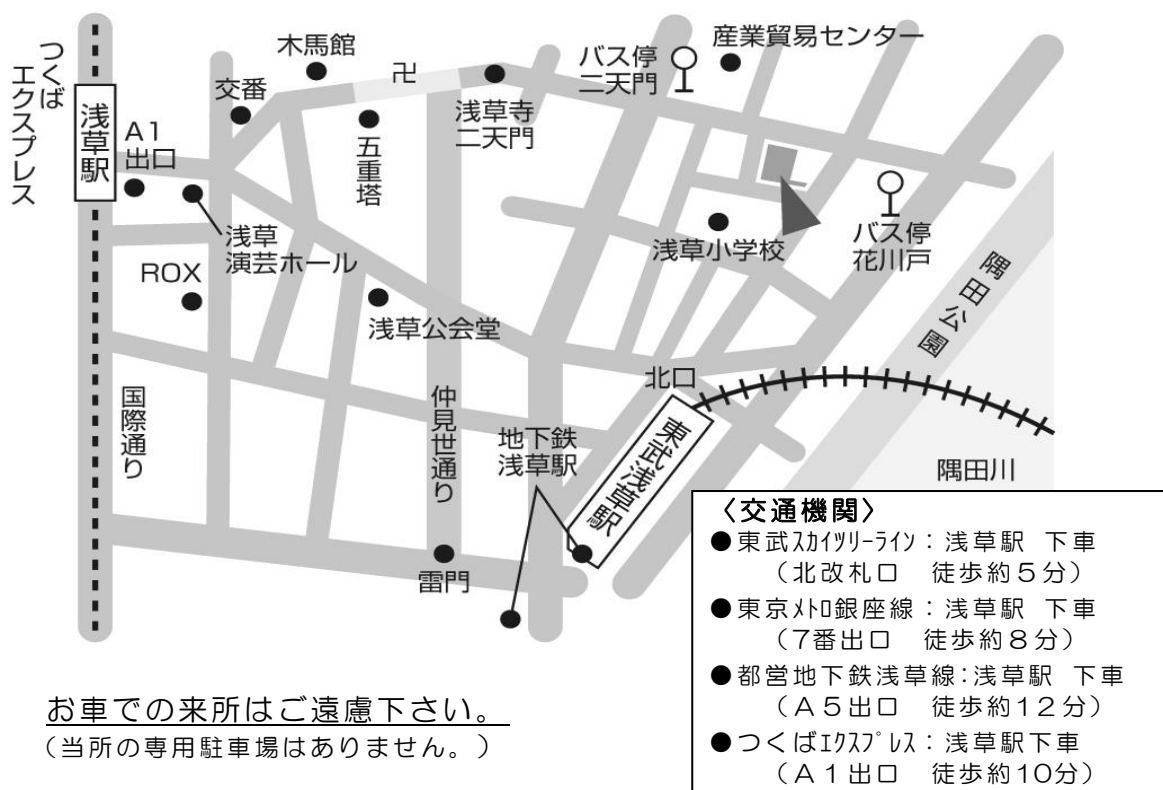 つくば
エクスプレス
浅草駅
A1
出口
交番
木馬館
卍
五重塔
浅草寺
二天門
バス停
二天門
産業貿易センター
浅草
演芸ホール
ROX
浅草公会堂
浅草小学校
バス停
花川戸
隅田公園
国際通り
仲見世通り
地下鉄
浅草駅
北口
東武浅草駅
隅田川
雷門
〈交通機関〉
●東武ｽｶｲﾂﾘｰﾗｲﾝ：浅草駅 下車
（北改札口　徒歩約５分）
●東京ﾒﾄﾛ銀座線：浅草駅 下車
（7番出口　徒歩約８分）
●都営地下鉄浅草線：浅草駅 下車
（Ａ５出口　徒歩約１２分）
●つくばｴｸｽﾌﾟﾚｽ：浅草駅下車
（Ａ１出口　徒歩約10分）
お車での来所はご遠慮下さい。
（当所の専用駐車場はありません。）